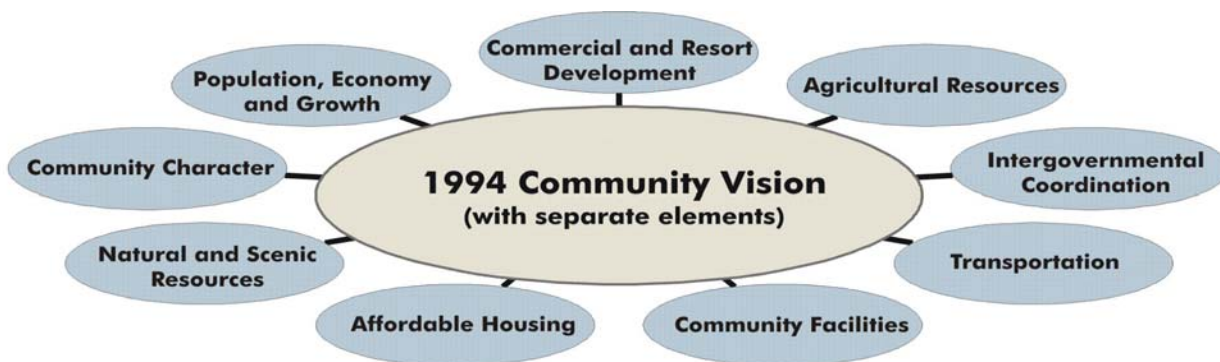 Commercial and Resort
Development
Population, Economy
and Growth
Agricultural Resources
Community Character
1994 Community Vision
(with separate elements)
Intergovernmental
Coordination
Natural and Scenic
Resources
Transportation
Affordable Housing
Community Facilities